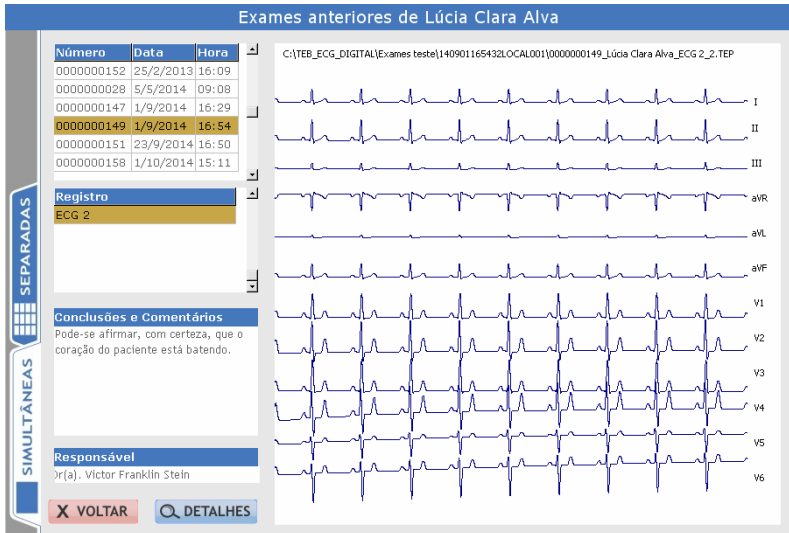 Exames anteriores de Lúcia Clara Alva
Número Data Hora
0000000152 25/2/2013 16:09
0000000028 5/5/2014 09:08
0000000147 1/9/2014 16:29
0000000149 1/9/2014 16:54
0000000151 23/9/2014 16:50
0000000158 1/10/2014 15:11
Registro
ECG 2
Conclusões e Comentários
Pode-se afirmar, com certeza, que o
coração do paciente está batendo.
Responsável
Dr(a). Victor Franklin Stein
X VOLTAR
DETALHES
SEPARADAS
SIMULTÂNEAS
C:\TEB_ECG_DIGITAL\Exames teste\140901165432LOCAL001\0000000149_Lúcia Clara Alva_ECG 2_2.TEP
I
II
III
aVR
aVL
aVF
V1
V2
V3
V4
V5
V6